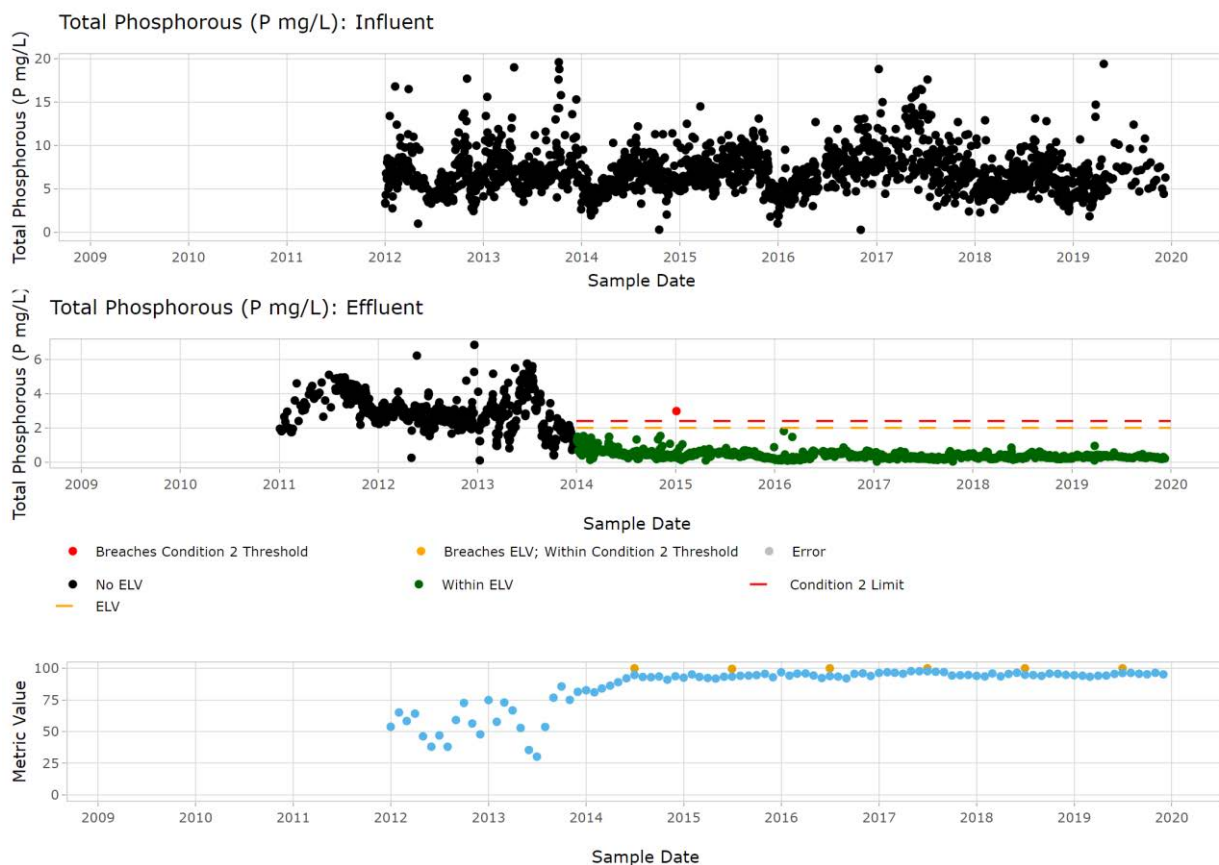 Total Phosphorous (P mg/L): Influent
Total Phosphorous (P mg/L)
20
15
10
5
0
2009 2010 2011 2012 2013 2014 2015 2016 2017 2018 2019 2020
Sample Date
Total Phosphorous (P mg/L): Effluent
Total Phosphorous (P mg/L)
6
4
2
0
2009 2010 2011 2012 2013 2014 2015 2016 2017 2018 2019 2020
Sample Date
Breaches Condition 2 Threshold Breaches ELV; Within Condition 2 Threshold Error
No ELV Within ELV Condition 2 Limit
ELV
Metric Value
100
75
50
25
0
2009 2010 2011 2012 2013 2014 2015 2016 2017 2018 2019 2020
Sample Date